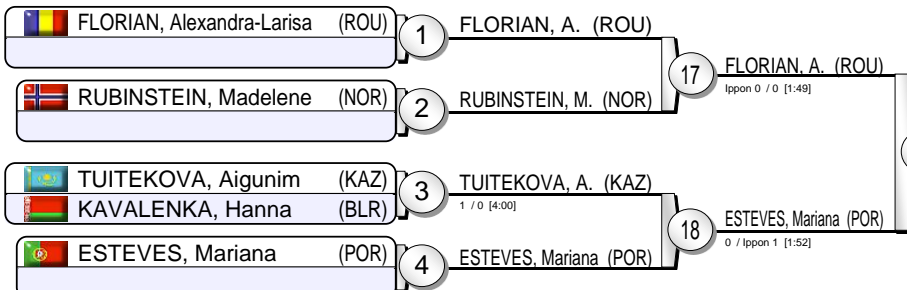 FLORIAN, Alexandra-Larisa (ROU)
1
FLORIAN, A. (ROU)
RUBINSTEIN, Madelene (NOR)
2
RUBINSTEIN, M. (NOR)
17
FLORIAN, A. (ROU)
Ippon 0 / 0 [1:49]
TUITEKOVA, Aigunim (KAZ)
KAVALENKA, Hanna (BLR)
3
TUITEKOVA, A. (KAZ)
1 / 0 [4:00]
ESTEVES, Mariana (POR)
4
ESTEVES, Mariana (POR)
18
ESTEVES, Mariana (POR)
0 / Ippon 1 [1:52]